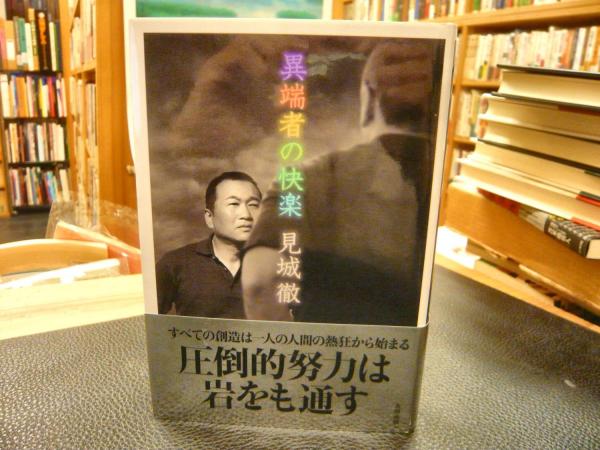 異端者の快楽
見城徹
すべての創造は一人の人間の熱狂から始まる
圧倒的努力は
岩をも通す